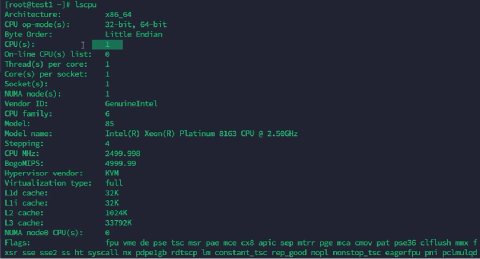 [root@test1 ~]# lscpu
Architecture: x86_64
CPU op-mode(s): 32-bit, 64-bit
Byte Order: Little Endian
CPU(s): 1
On-line CPU(s) list: 0
Thread(s) per core: 1
Core(s) per socket: 1
Socket(s): 1
NUMA node(s): 1
Vendor ID: GenuineIntel
CPU family: 6
Model: 85
Model name: Intel(R) Xeon(R) Platinum 8163 CPU @ 2.50GHz
Stepping: 4
CPU MHz: 2499.998
BogoMIPS: 4999.99
Hypervisor vendor: KVM
Virtualization type: full
L1d cache: 32K
L1i cache: 32K
L2 cache: 1024K
L3 cache: 33792K
NUMA node0 CPU(s): 0
Flags: fpu vme de pse tsc msr pae mce cx8 apic sep mtrr pge mca cmov pat pse36 clflush mmx f
xsr sse sse2 ss ht syscall nx pdpe1gb rdtscp lm constant_tsc rep_good nopl nonstop_tsc eagerfpu pni pclmulqd